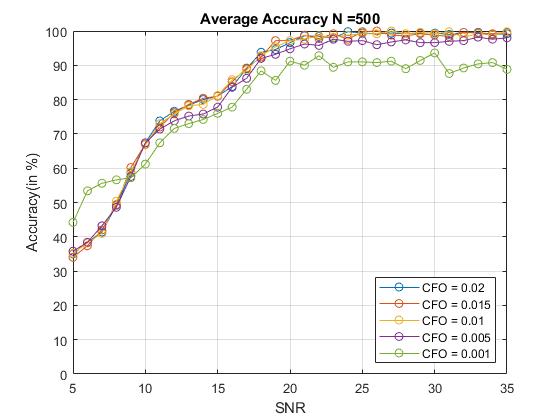 Average Accuracy N =500
Accuracy(in %)
100
90
80
70
60
50
40
30
20
10
0
CFO = 0.02
CFO = 0.015
CFO = 0.01
CFO = 0.005
CFO = 0.001
5 10 15 20 25 30 35
SNR